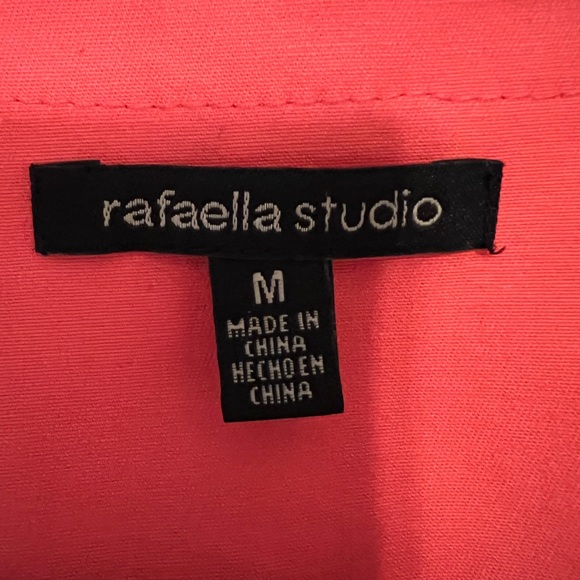 rafaella studio
M
MADE IN
CHINA
HECHO EN
CHINA